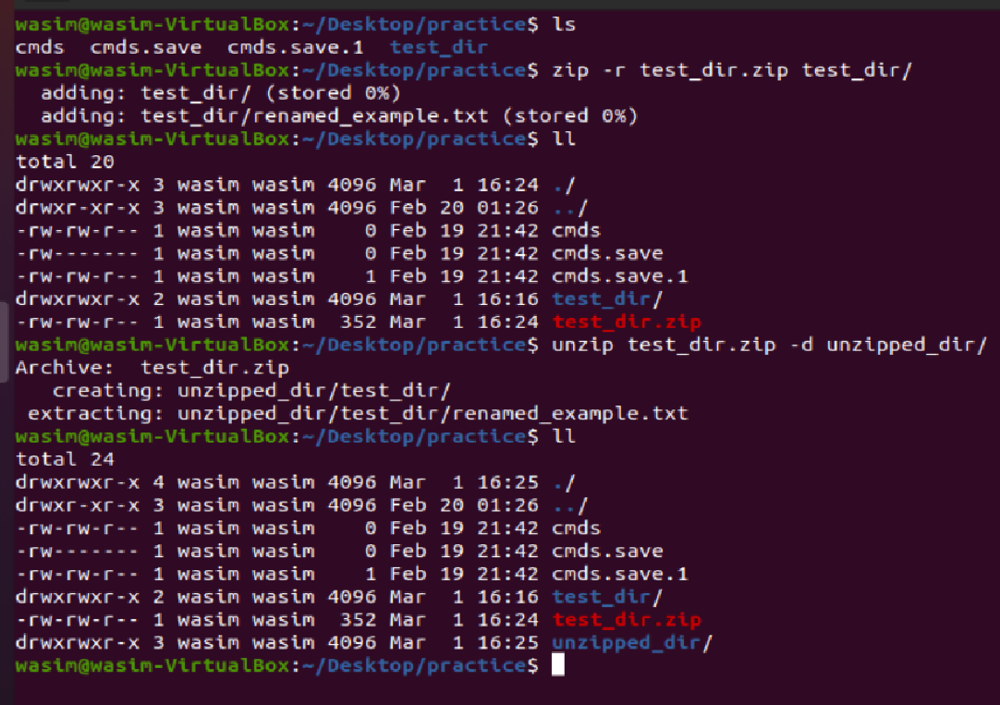 wasim@wasim-VirtualBox:~/Desktop/practice$ ls
cmds  cmds.save  cmds.save.1  test_dir
wasim@wasim-VirtualBox:~/Desktop/practice$ zip -r test_dir.zip test_dir/
  adding: test_dir/ (stored 0%)
  adding: test_dir/renamed_example.txt (stored 0%)
wasim@wasim-VirtualBox:~/Desktop/practice$ ll
total 20
drwxrwxr-x 3 wasim wasim 4096 Mar  1 16:24 ./
drwxr-xr-x 3 wasim wasim 4096 Feb 20 01:26 ../
-rw-rw-r-- 1 wasim wasim    0 Feb 19 21:42 cmds
-rw------- 1 wasim wasim    0 Feb 19 21:42 cmds.save
-rw-rw-r-- 1 wasim wasim    1 Feb 19 21:42 cmds.save.1
drwxrwxr-x 2 wasim wasim 4096 Mar  1 16:16 test_dir/
-rw-rw-r-- 1 wasim wasim  352 Mar  1 16:24 test_dir.zip
wasim@wasim-VirtualBox:~/Desktop/practice$ unzip test_dir.zip -d unzipped_dir/
Archive:  test_dir.zip
   creating: unzipped_dir/test_dir/
 extracting: unzipped_dir/test_dir/renamed_example.txt
wasim@wasim-VirtualBox:~/Desktop/practice$ ll
total 24
drwxrwxr-x 4 wasim wasim 4096 Mar  1 16:25 ./
drwxr-xr-x 3 wasim wasim 4096 Feb 20 01:26 ../
-rw-rw-r-- 1 wasim wasim    0 Feb 19 21:42 cmds
-rw------- 1 wasim wasim    0 Feb 19 21:42 cmds.save
-rw-rw-r-- 1 wasim wasim    1 Feb 19 21:42 cmds.save.1
drwxrwxr-x 2 wasim wasim 4096 Mar  1 16:16 test_dir/
-rw-rw-r-- 1 wasim wasim  352 Mar  1 16:24 test_dir.zip
drwxrwxr-x 3 wasim wasim 4096 Mar  1 16:25 unzipped_dir/
wasim@wasim-VirtualBox:~/Desktop/practice$